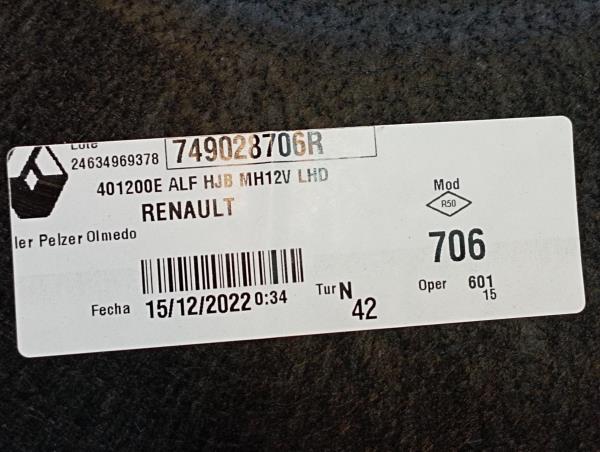 Lote
24634969378 749028706R
401200E ALF HJB MH12V LHD
RENAULT
Mod
R50
ler Pelzer Olmedo
706
Fecha 15/12/2022 0:34
Tur N
42
Oper 601
15